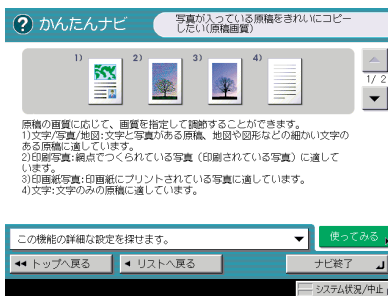 かんたんナビ
写真が入っている原稿をきれいにコピー
したい(原稿画質)
1)
2)
3)
4)
1/ 2
原稿の画質に応じて、画質を指定して調節することができます。
1)文字/写真/地図:文字と写真がある原稿、地図や図形などの細かい文字の
ある原稿に適しています。
2)印刷写真:網点でつくられている写真(印刷されている写真)に適して
います。
3)印画紙写真:印画紙にプリントされている写真に適しています。
4)文字:文字のみの原稿に適しています。
この機能の詳細な設定を探せます。
使ってみる
トップへ戻る
リストへ戻る
ナビ終了
システム状況/中止